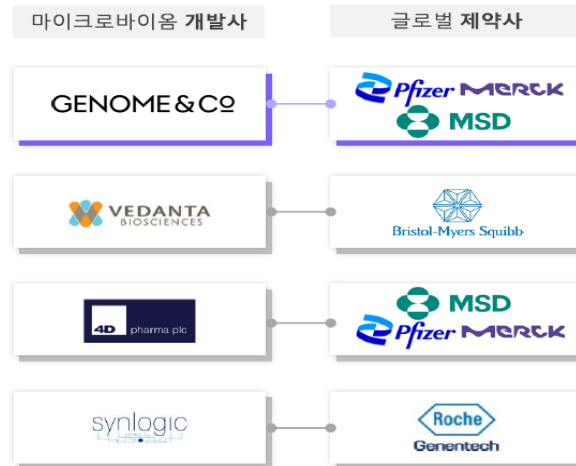 마이크로바이옴 개발사
글로벌 제약사
GENOME & Co
Pfizer MERCK
MSD
VEDANTA
BIOSCIENCES
Bristol-Myers Squibb
4D pharma plc
MSD
Pfizer MERCK
synlogic
Roche
Genentech